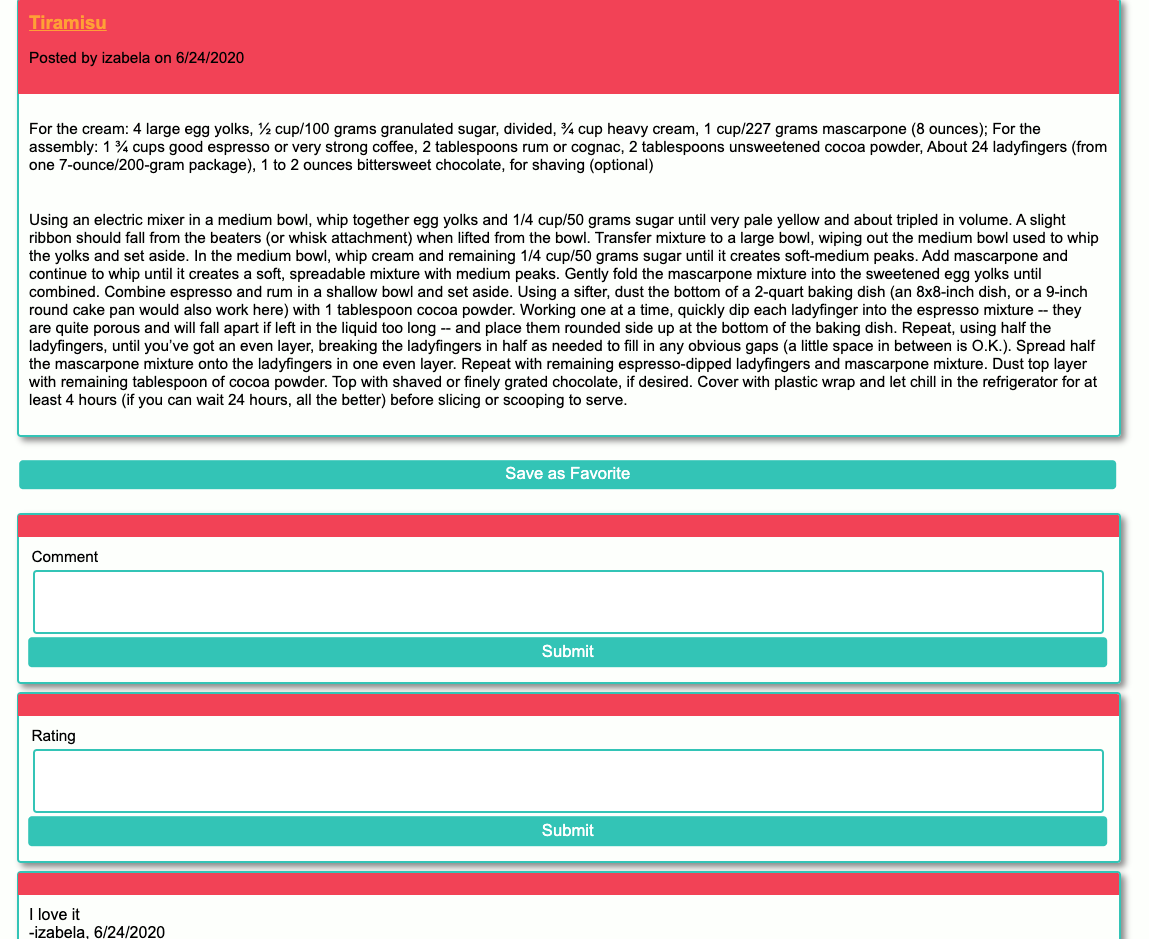 Tiramisu
Posted by izabela on 6/24/2020
For the cream: 4 large egg yolks, ½ cup/100 grams granulated sugar, divided, ¾ cup heavy cream, 1 cup/227 grams mascarpone (8 ounces); For the
assembly: 1 ¾ cups good espresso or very strong coffee, 2 tablespoons rum or cognac, 2 tablespoons unsweetened cocoa powder, About 24 ladyfingers (from
one 7-ounce/200-gram package), 1 to 2 ounces bittersweet chocolate, for shaving (optional)
Using an electric mixer in a medium bowl, whip together egg yolks and 1/4 cup/50 grams sugar until very pale yellow and about tripled in volume. A slight
ribbon should fall from the beaters (or whisk attachment) when lifted from the bowl. Transfer mixture to a large bowl, wiping out the medium bowl used to whip
the yolks and set aside. In the medium bowl, whip cream and remaining 1/4 cup/50 grams sugar until it creates soft-medium peaks. Add mascarpone and
continue to whip until it creates a soft, spreadable mixture with medium peaks. Gently fold the mascarpone mixture into the sweetened egg yolks until
combined. Combine espresso and rum in a shallow bowl and set aside. Using a sifter, dust the bottom of a 2-quart baking dish (an 8x8-inch dish, or a 9-inch
round cake pan would also work here) with 1 tablespoon cocoa powder. Working one at a time, quickly dip each ladyfinger into the espresso mixture -- they
are quite porous and will fall apart if left in the liquid too long -- and place them rounded side up at the bottom of the baking dish. Repeat, using half the
ladyfingers, until you've got an even layer, breaking the ladyfingers in half as needed to fill in any obvious gaps (a little space in between is O.K.). Spread half
the mascarpone mixture onto the ladyfingers in one even layer. Repeat with remaining espresso-dipped ladyfingers and mascarpone mixture. Dust top layer
with remaining tablespoon of cocoa powder. Top with shaved or finely grated chocolate, if desired. Cover with plastic wrap and let chill in the refrigerator for at
least 4 hours (if you can wait 24 hours, all the better) before slicing or scooping to serve.
Save as Favorite
Comment
Submit
Rating
Submit
I love it
-izabela, 6/24/2020